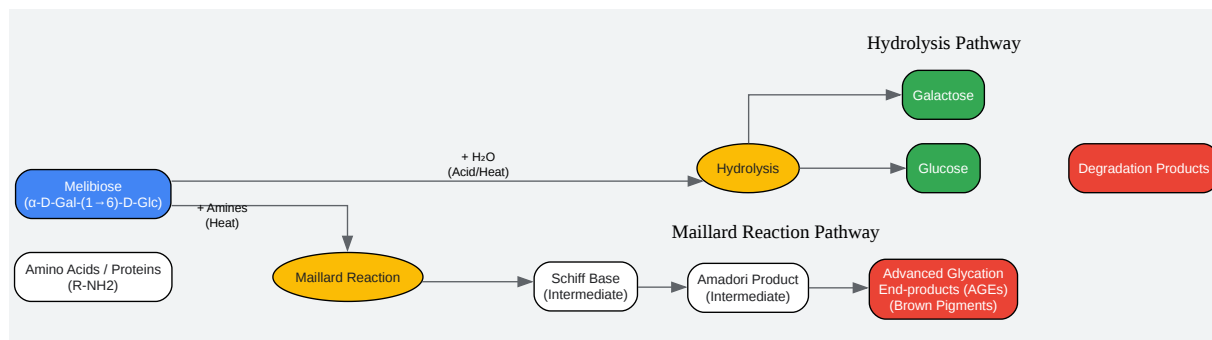 Hydrolysis Pathway
Galactose
+ H₂O
(Acid/Heat)
Hydrolysis
Glucose
Degradation Products
Melibiose
(α-D-Gal-(1→6)-D-Glc)
+ Amines
(Heat)
Maillard Reaction Pathway
Amino Acids / Proteins
(R-NH2)
Maillard Reaction
Schiff Base
(Intermediate)
Amadori Product
(Intermediate)
Advanced Glycation
End-products (AGEs)
(Brown Pigments)